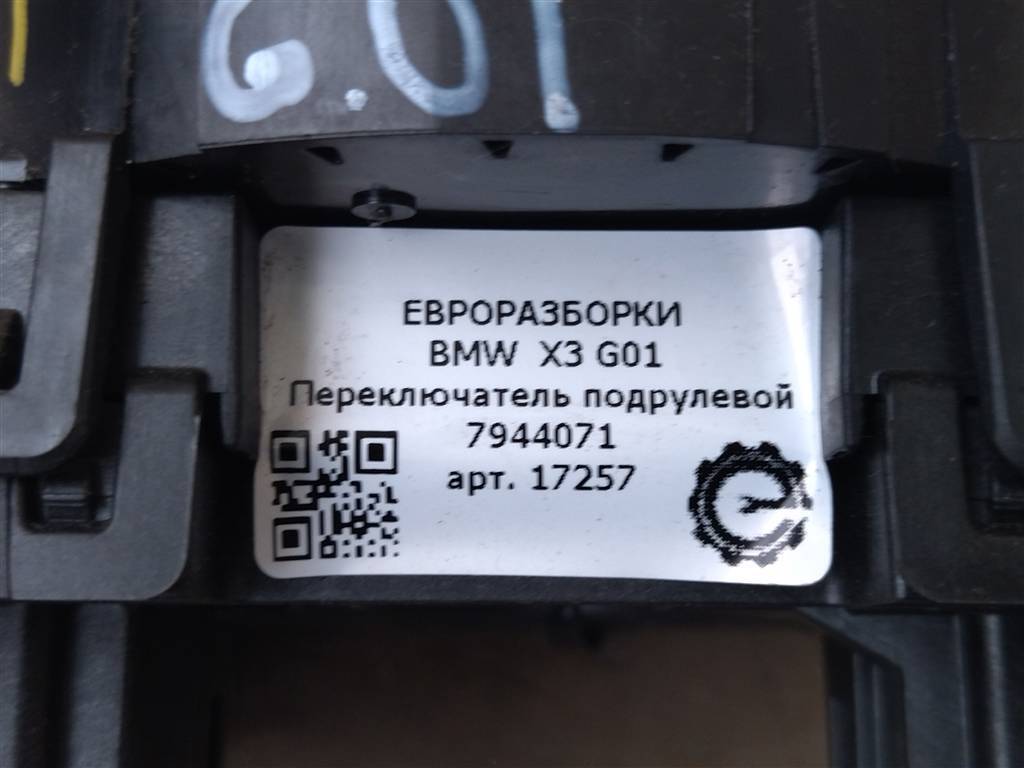 G.01
ЕВРОРАЗБОРКИ
BMW X3 G01
Переключатель подрулевой
7944071
арт. 17257